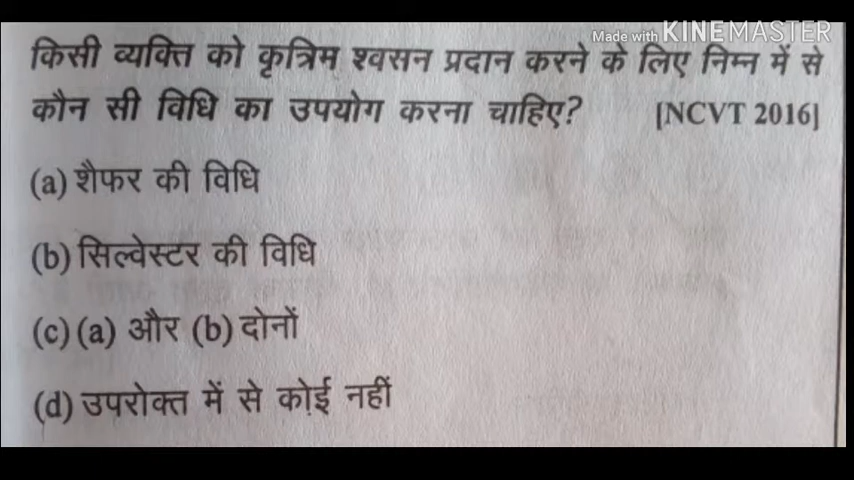 Made with KINEMASTER
किसी व्यक्ति को कृत्रिम श्वसन प्रदान करने के लिए निम्न में से
कौन सी विधि का उपयोग करना चाहिए? [NCVT 2016]
(a) शैफर की विधि
(b) सिल्वेस्टर की विधि
(c) (a) और (b) दोनों
(d) उपरोक्त में से कोई नहीं